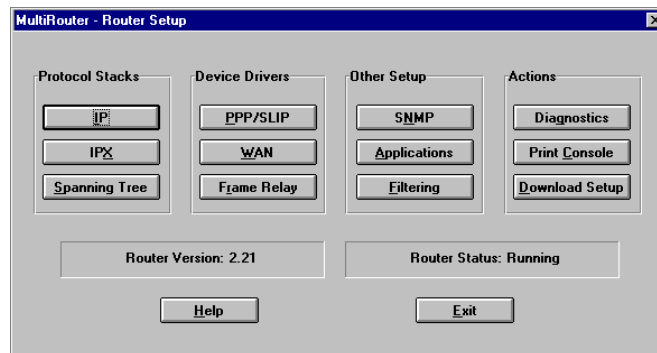 MultiRouter - Router Setup
Protocol Stacks
IP
IPX
Spanning Tree
Device Drivers
PPP/SLIP
WAN
Frame Relay
Other Setup
SNMP
Applications
Filtering
Actions
Diagnostics
Print Console
Download Setup
Router Version: 2.21
Router Status: Running
Help
Exit